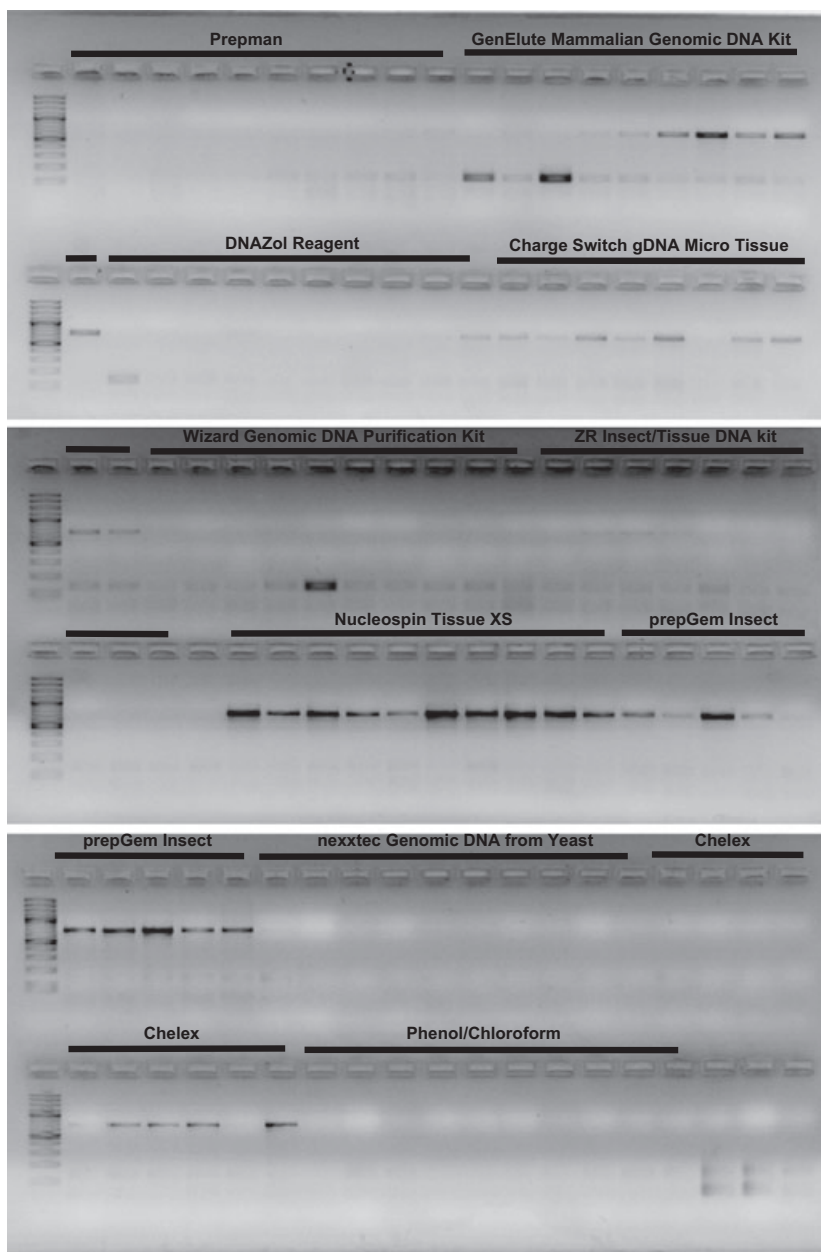 Prepman GenElute Mammalian Genomic DNA Kit
DNAZol Reagent Charge Switch gDNA Micro Tissue
Wizard Genomic DNA Purification Kit ZR Insect/Tissue DNA kit
Nucleospin Tissue XS prepGem Insect
prepGem Insect nexxtec Genomic DNA from Yeast Chelex
Chelex Phenol/Chloroform